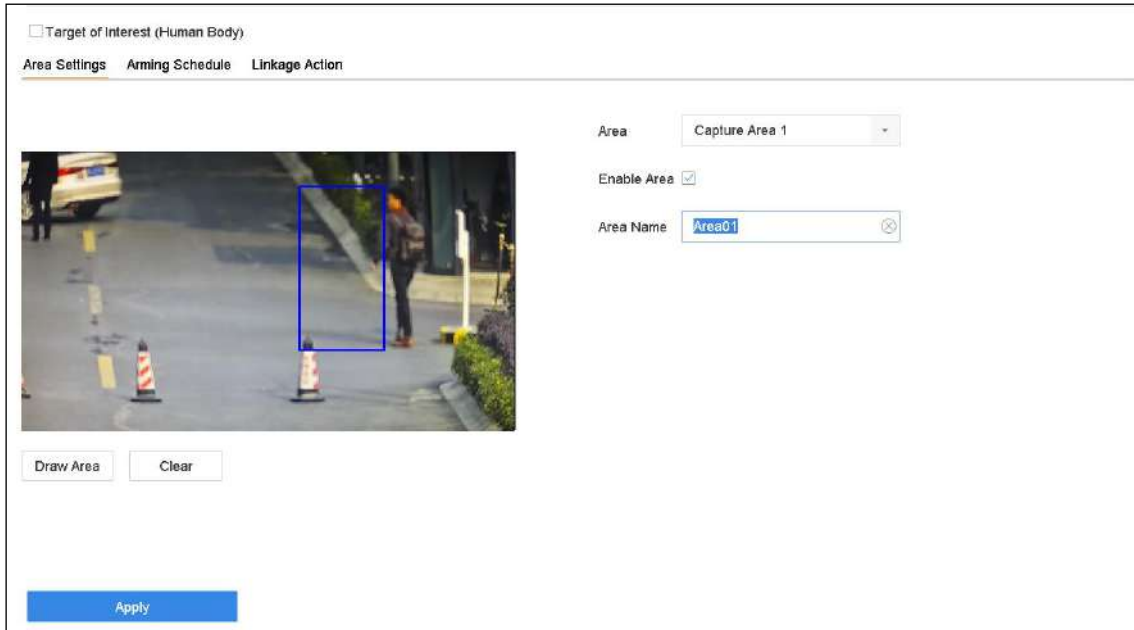 Target of Interest (Human Body)
Area Settings Arming Schedule Linkage Action
Area Capture Area 1
Enable Area
Area Name Area01
Draw Area Clear
Apply